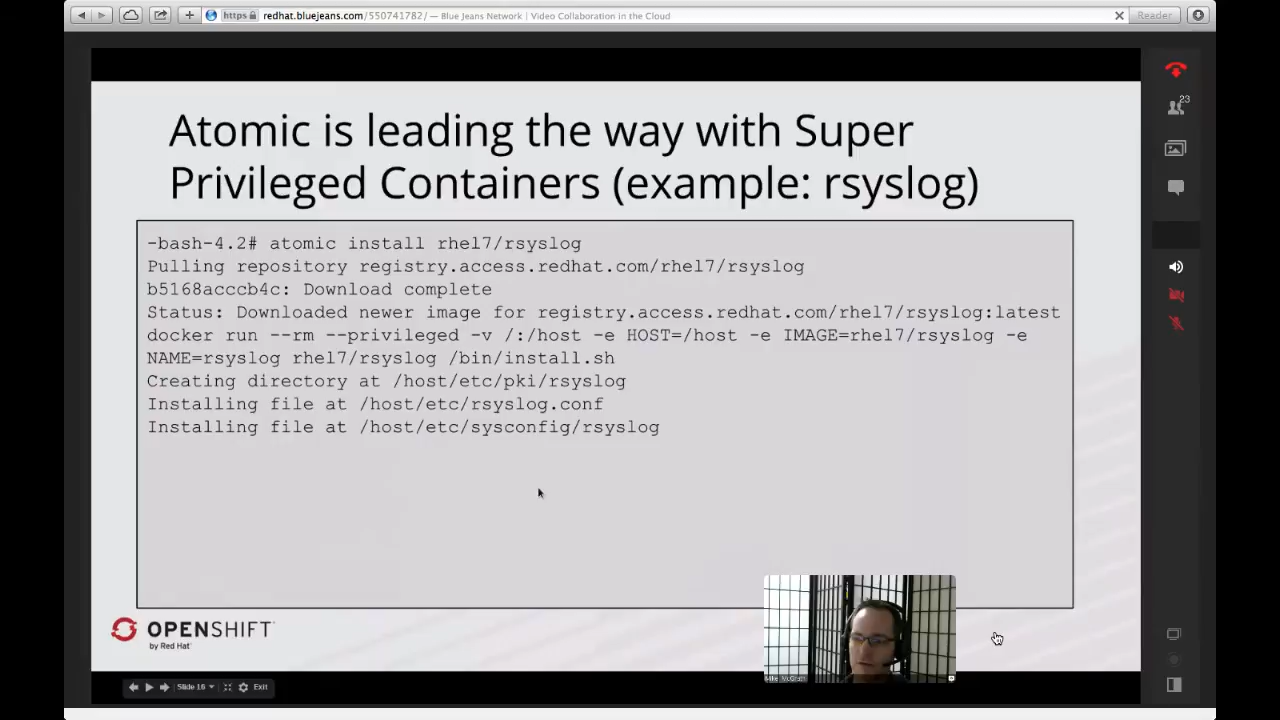 https redhat.bluejeans.com/550741782/ — Blue Jeans Network | Video Collaboration in the Cloud
Reader
23
Atomic is leading the way with Super
Privileged Containers (example: rsyslog)
-bash-4.2# atomic install rhel7/rsyslog
Pulling repository registry.access.redhat.com/rhel7/rsyslog
b5168acccb4c: Download complete
Status: Downloaded newer image for registry.access.redhat.com/rhel7/rsyslog:latest
docker run --rm --privileged -v /:/host -e HOST=/host -e IMAGE=rhel7/rsyslog -e
NAME=rsyslog rhel7/rsyslog /bin/install.sh
Creating directory at /host/etc/pki/rsyslog
Installing file at /host/etc/rsyslog.conf
Installing file at /host/etc/sysconfig/rsyslog
OPENSHIFT
by Red Hat
Mike McGrath
Slide 16
Exit